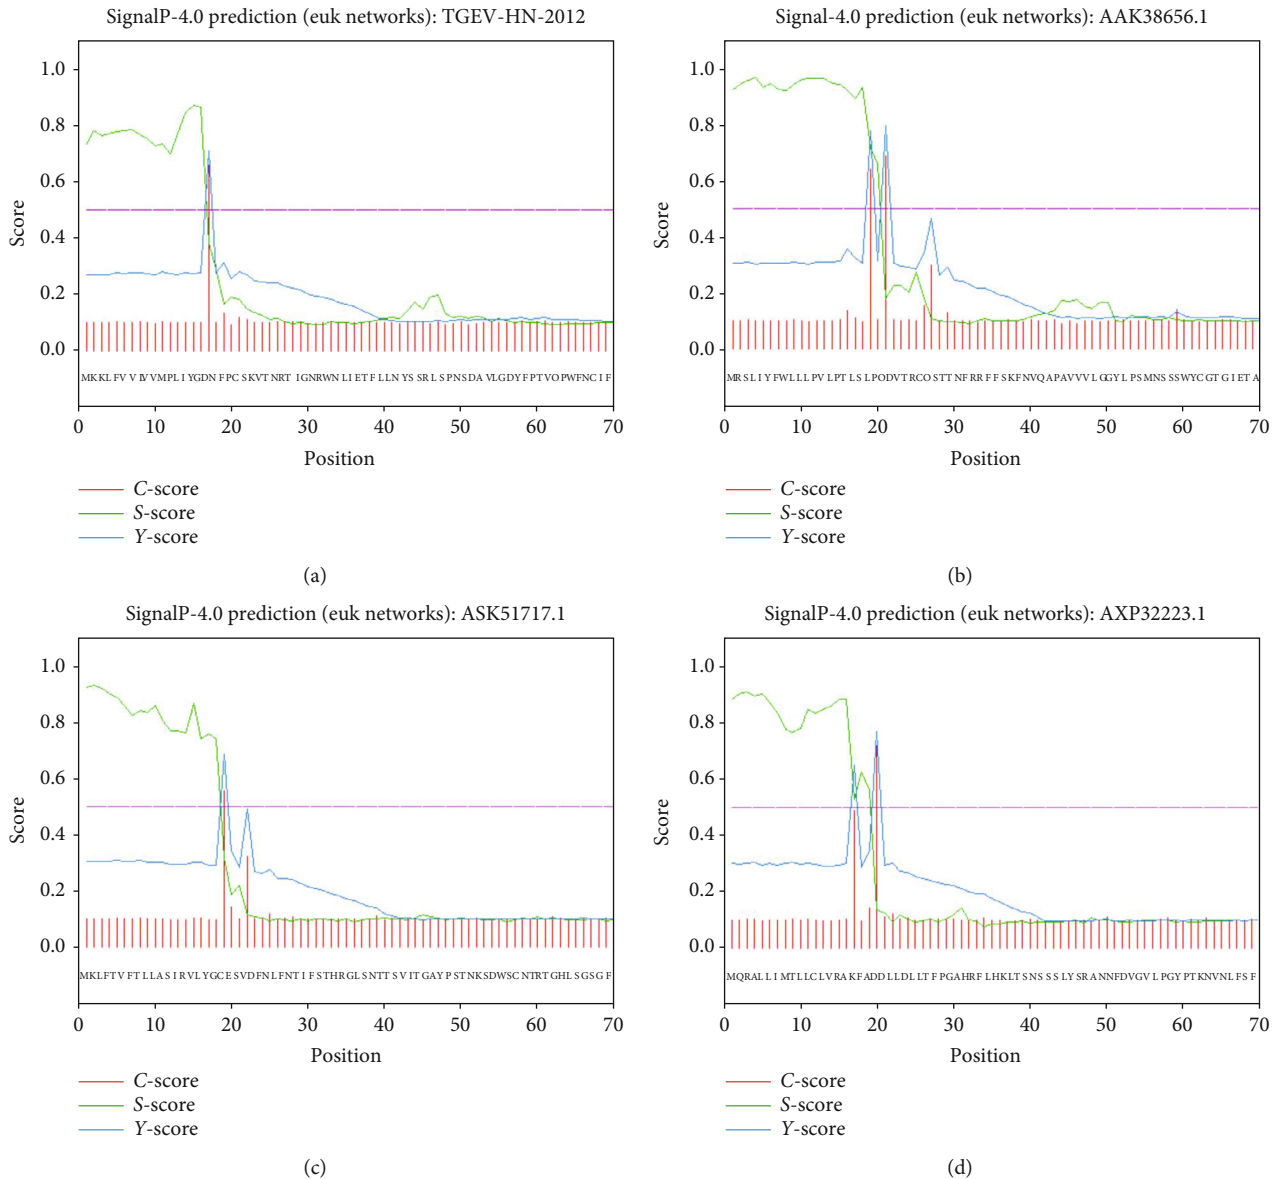 SignalP-4.0 prediction (euk networks): TGEV-HN-2012
Score
1.0
0.8
0.6
0.4
0.2
0.0
MKKLFVVIVVMPLIYGDNFPCSKVTNRTIGNRWNLIETFLLNYSSRLSPNSDAVLGDYFPTVOPWFNCIF
0 10 20 30 40 50 60 70
Position
C-score
S-score
Y-score
(a)
Signal-4.0 prediction (euk networks): AAK38656.1
Score
1.0
0.8
0.6
0.4
0.2
0.0
MRSLIYFWLLLPVLPTLSLPODVTRCOSTTNFRRFFSKFNVQAPAVVVLGGYLPSMNSSSWYCGTGIETA
0 10 20 30 40 50 60 70
Position
C-score
S-score
Y-score
(b)
SignalP-4.0 prediction (euk networks): ASK51717.1
Score
1.0
0.8
0.6
0.4
0.2
0.0
MKLFTVFTLLASIRVLYGCESVDFNLFNTIFSTHRGLSNTTSVITGAYPSTNKSDWSCNTRTGHLSGSGF
0 10 20 30 40 50 60 70
Position
C-score
S-score
Y-score
(c)
SignalP-4.0 prediction (euk networks): AXP32223.1
Score
1.0
0.8
0.6
0.4
0.2
0.0
MQRALLIMTLLCLVRAKFADDLLDLLTFPGAHRFLHKLTSNSSSLYSRANNFDVGVLPGYPTKNVNLFSF
0 10 20 30 40 50 60 70
Position
C-score
S-score
Y-score
(d)